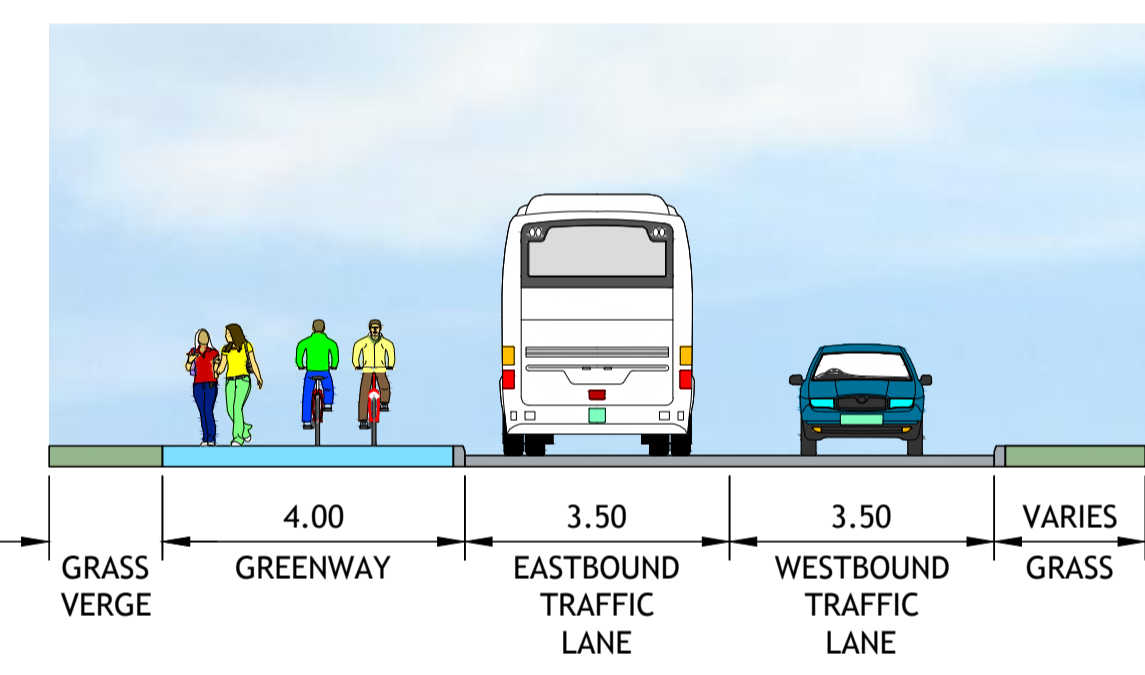 4.00
3.50
3.50
VARIES
GRASS
VERGE
GREENWAY
EASTBOUND
TRAFFIC
LANE
WESTBOUND
TRAFFIC
LANE
GRASS